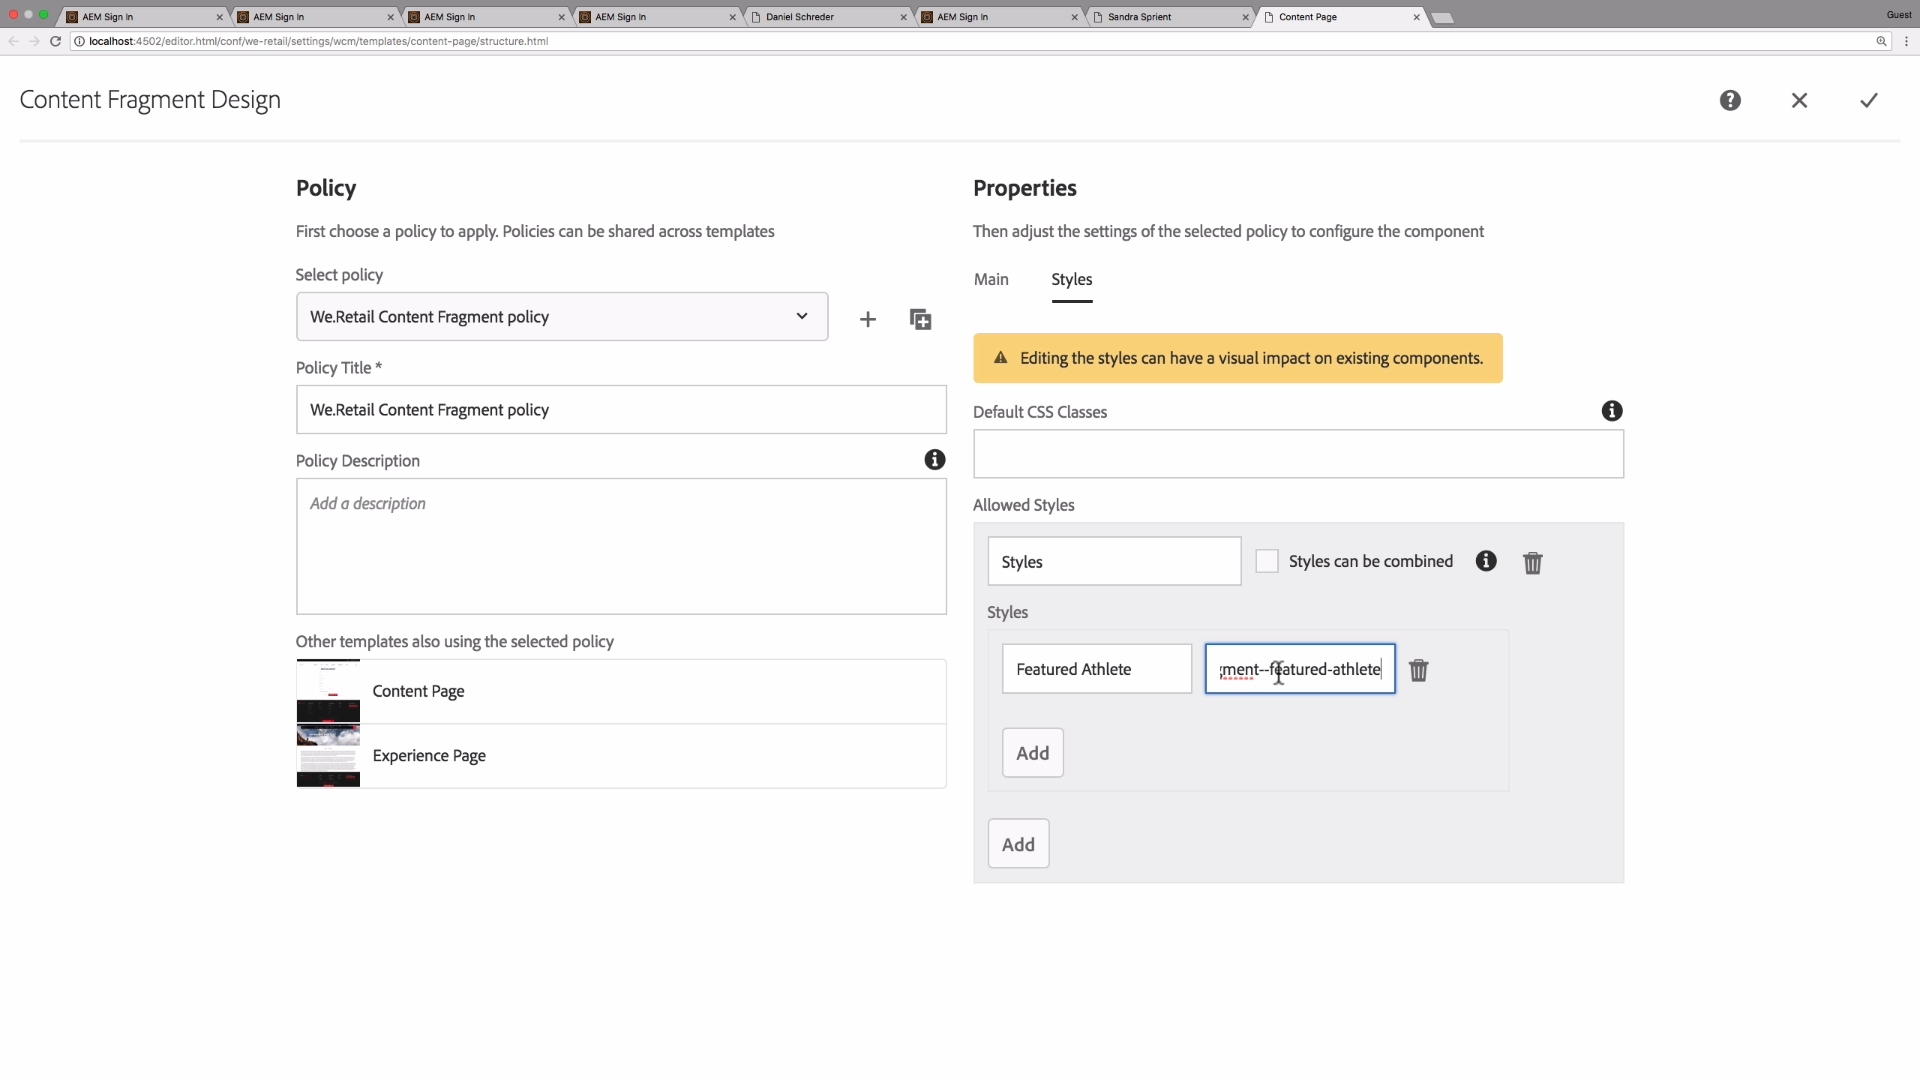 AEM Sign In
AEM Sign In
AEM Sign In
AEM Sign In
Daniel Schreder
AEM Sign In
Sandra Sprient
Content Page
Guest
localhost:4502/editor.html/conf/we-retail/settings/wcm/templates/content-page/structure.html
Content Fragment Design
Policy
First choose a policy to apply. Policies can be shared across templates
Select policy
We.Retail Content Fragment policy
Policy Title *
We.Retail Content Fragment policy
Policy Description
Add a description
Other templates also using the selected policy
Content Page
Experience Page
Properties
Then adjust the settings of the selected policy to configure the component
Main
Styles
Editing the styles can have a visual impact on existing components.
Default CSS Classes
Allowed Styles
Styles
Styles can be combined
Styles
Featured Athlete
gment--featured-athlete
Add
Add